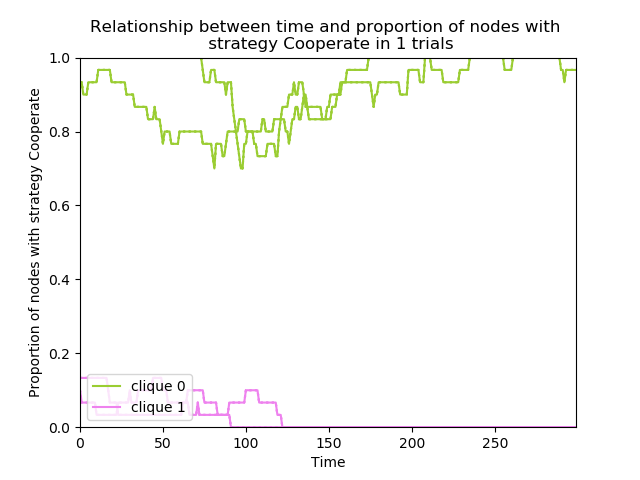 Relationship between time and proportion of nodes with
strategy Cooperate in 1 trials
Proportion of nodes with strategy Cooperate
1.0
0.8
0.6
0.4
0.2
0.0
clique 0
clique 1
0 50 100 150 200 250
Time